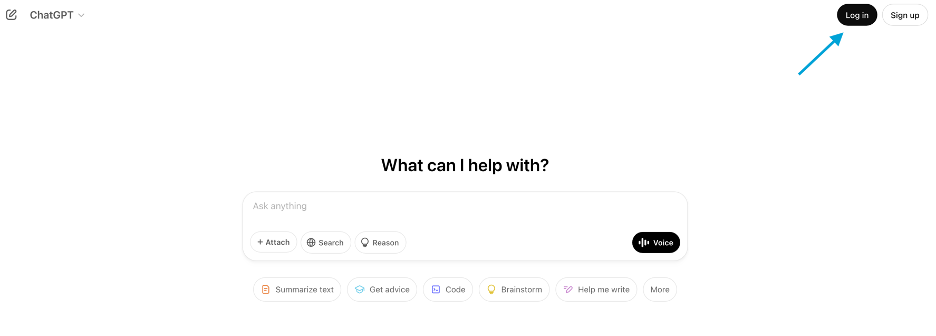 ChatGPT
Log in
Sign up
What can I help with?
Ask anything
+ Attach
Search
Reason
Voice
Summarize text
Get advice
Code
Brainstorm
Help me write
More